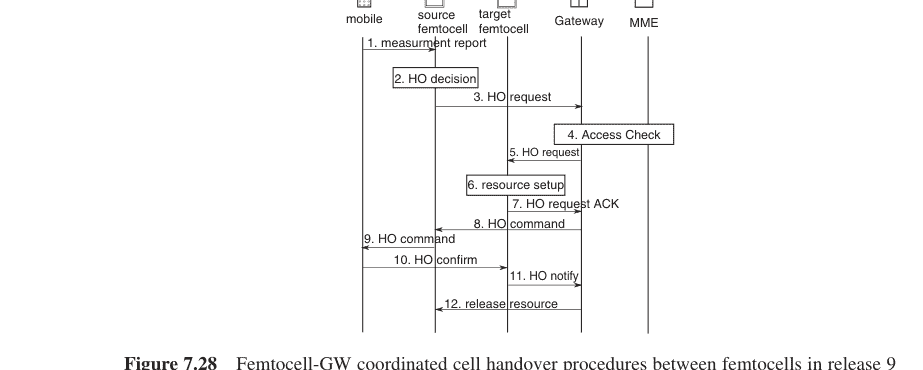 mobile
source
femtocell
target
femtocell
Gateway
MME
1. measurment report
2. HO decision
3. HO request
4. Access Check
5. HO request
6. resource setup
7. HO request ACK
8. HO command
9. HO command
10. HO confirm
11. HO notify
12. release resource
Figure 7.28 Femtocell-GW coordinated cell handover procedures between femtocells in release 9